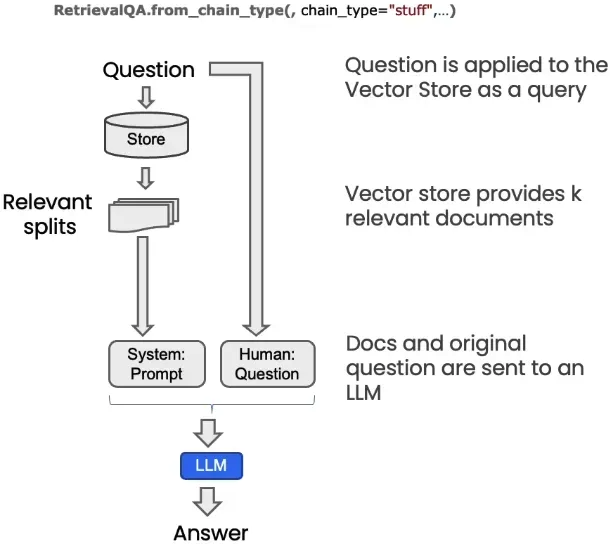 RetrievalQA.from_chain_type(, chain_type="stuff",...)
Question
Question is applied to the
Vector Store as a query
Store
Relevant
splits
Vector store provides k
relevant documents
System:
Prompt
Human:
Question
Docs and original
question are sent to an
LLM
LLM
Answer